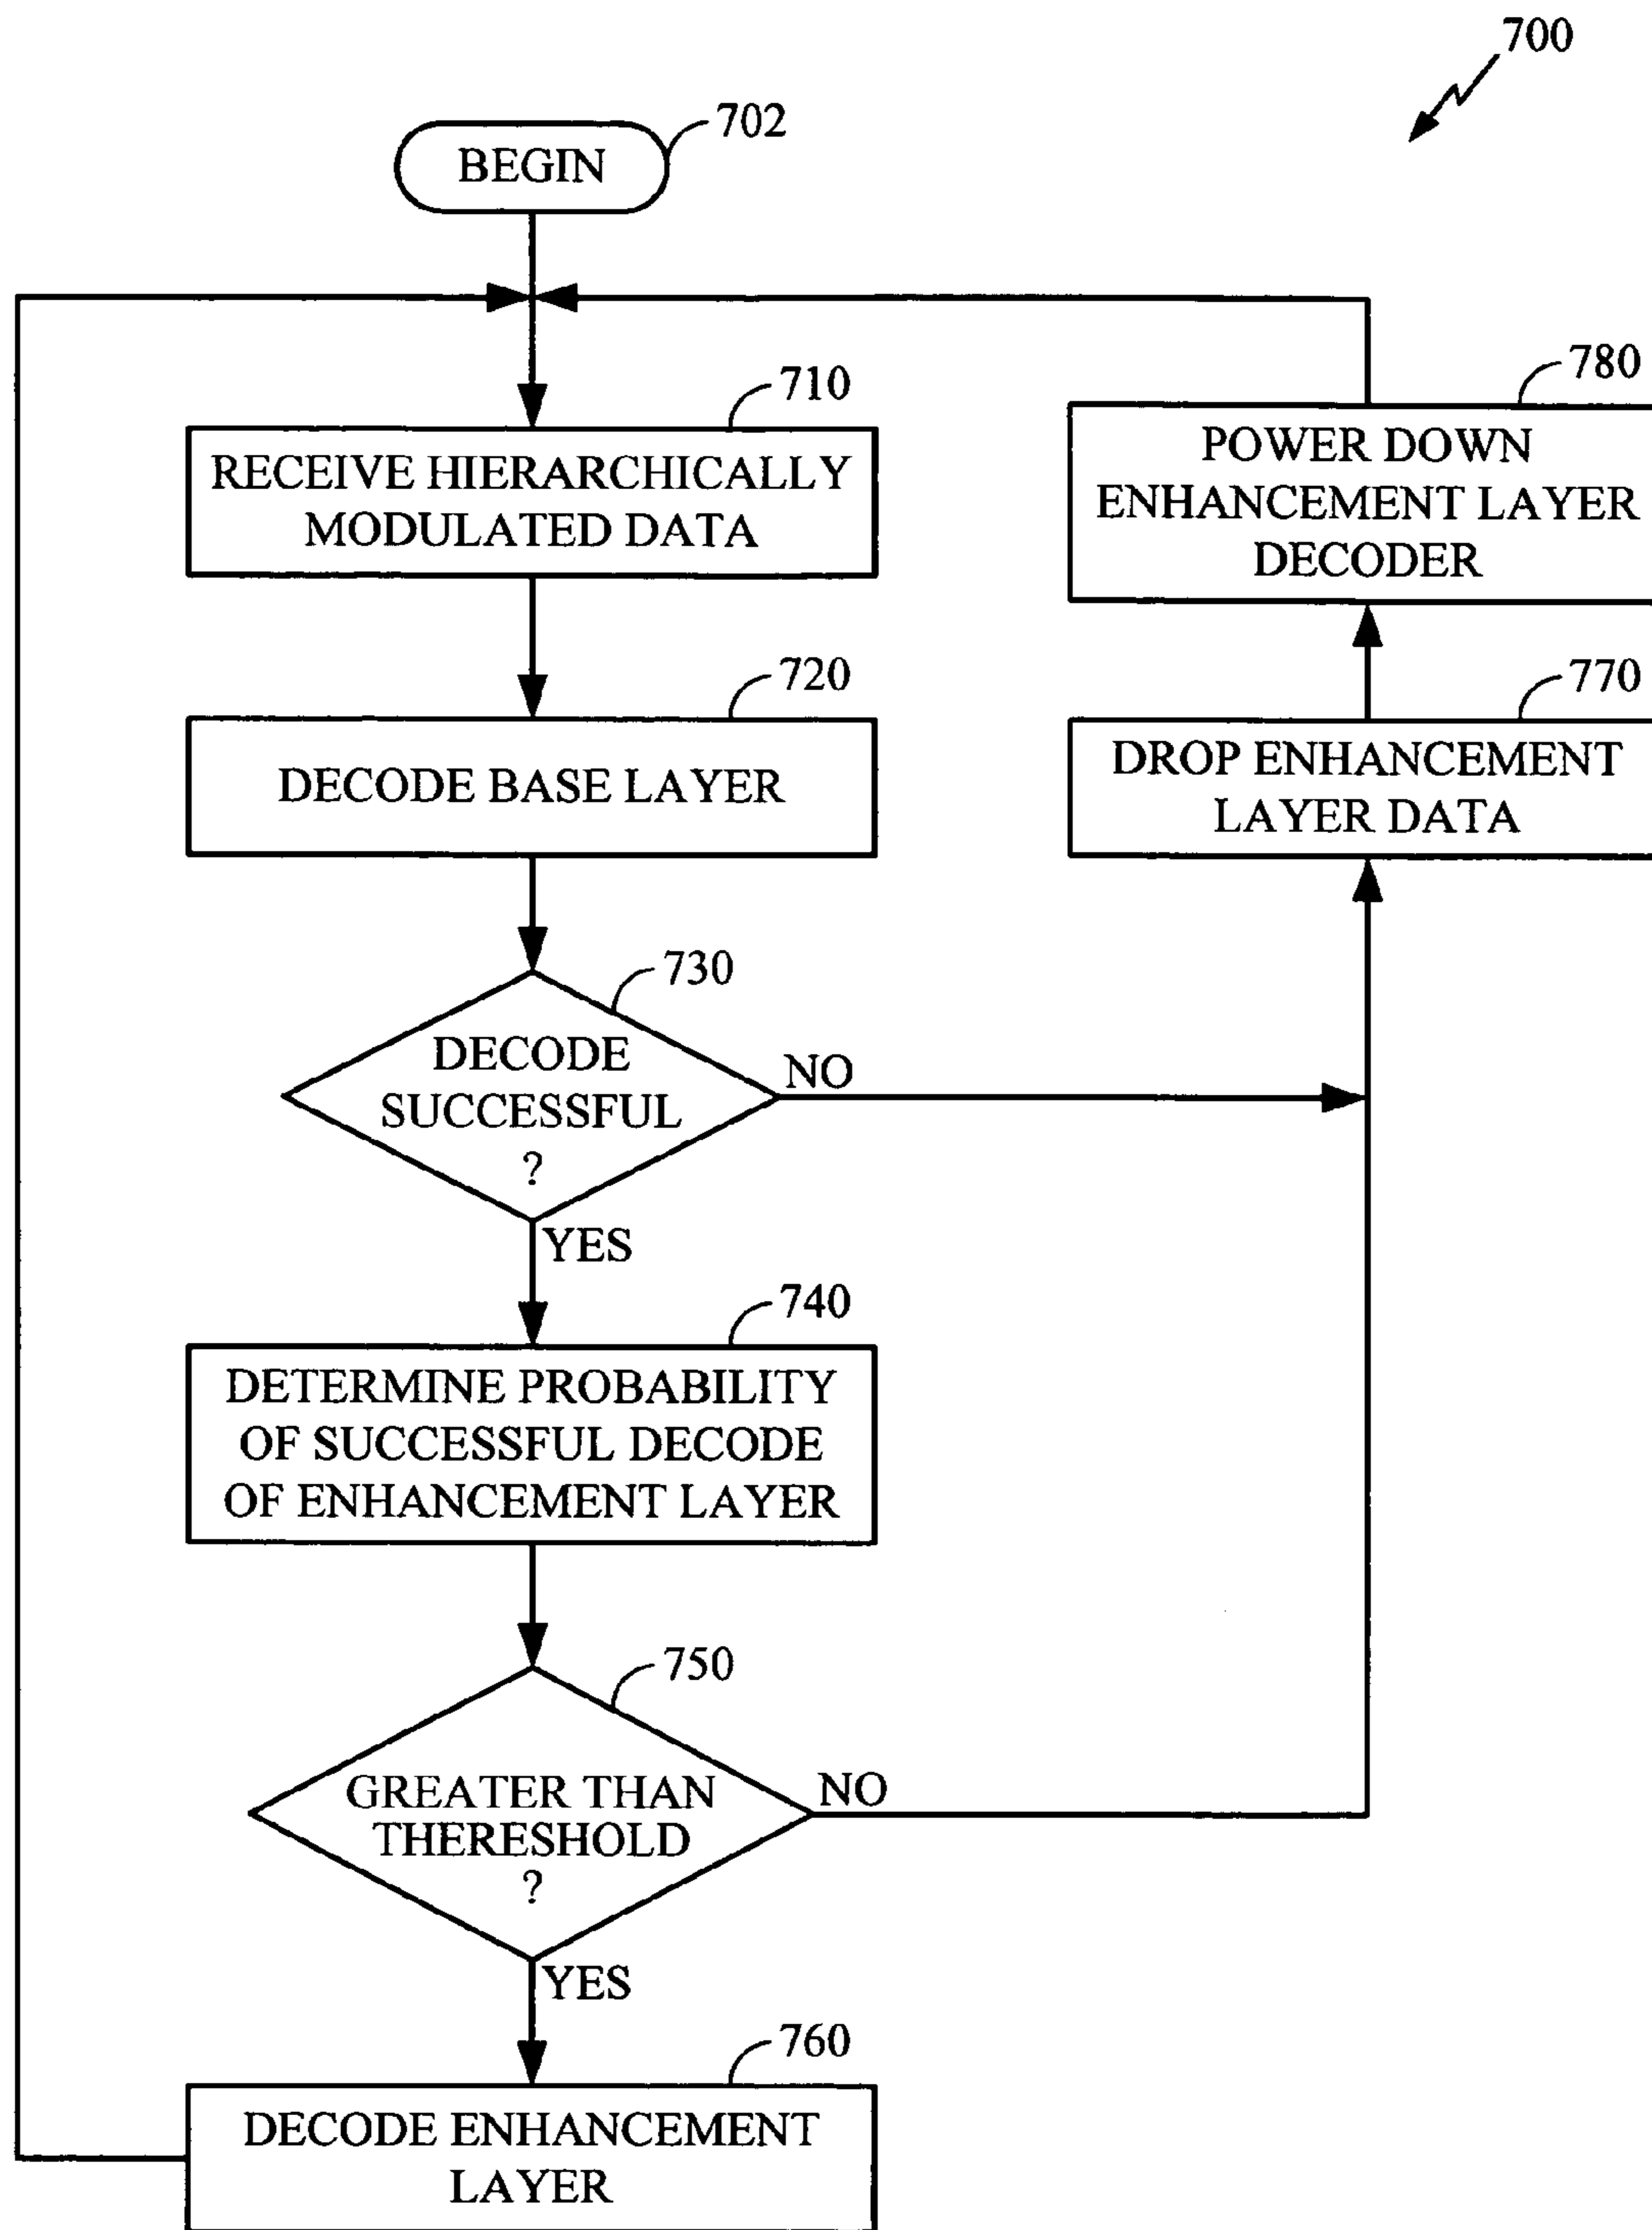 700
702
BEGIN
710
RECEIVE HIERARCHICALLY
MODULATED DATA
780
POWER DOWN
ENHANCEMENT LAYER
DECODER
720
DECODE BASE LAYER
770
DROP ENHANCEMENT
LAYER DATA
730
DECODE
SUCCESSFUL
?
NO
YES
740
DETERMINE PROBABILITY
OF SUCCESSFUL DECODE
OF ENHANCEMENT LAYER
750
GREATER THAN
THERESHOLD
?
NO
YES
760
DECODE ENHANCEMENT
LAYER